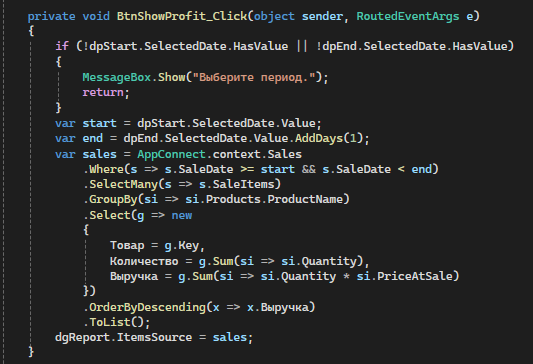 private void BtnShowProfit_Click(object sender, RoutedEventArgs e)
{
if (!dpStart.SelectedDate.HasValue || !dpEnd.SelectedDate.HasValue)
{
MessageBox.Show("Выберите период.");
return;
}
var start = dpStart.SelectedDate.Value;
var end = dpEnd.SelectedDate.Value.AddDays(1);
var sales = AppConnect.context.Sales
.Where(s => s.SaleDate >= start && s.SaleDate < end)
.SelectMany(s => s.SaleItems)
.GroupBy(si => si.Products.ProductName)
.Select(g => new
{
Товар = g.Key,
Количество = g.Sum(si => si.Quantity),
Выручка = g.Sum(si => si.Quantity * si.PriceAtSale)
})
.OrderByDescending(x => x.Выручка)
.ToList();
dgReport.ItemsSource = sales;
}